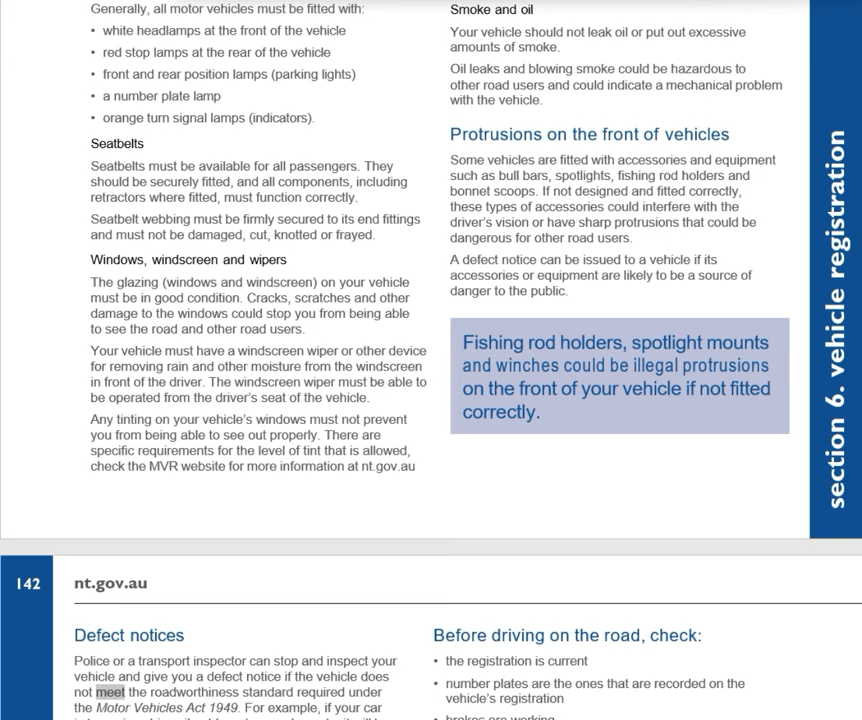 Generally, all motor vehicles must be fitted with:
• white headlamps at the front of the vehicle
• red stop lamps at the rear of the vehicle
• front and rear position lamps (parking lights)
• a number plate lamp
• orange turn signal lamps (indicators).
Seatbelts
Seatbelts must be available for all passengers. They
should be securely fitted, and all components, including
retractors where fitted, must function correctly.
Seatbelt webbing must be firmly secured to its end fittings
and must not be damaged, cut, knotted or frayed.
Windows, windscreen and wipers
The glazing (windows and windscreen) on your vehicle
must be in good condition. Cracks, scratches and other
damage to the windows could stop you from being able
to see the road and other road users.
Your vehicle must have a windscreen wiper or other device
for removing rain and other moisture from the windscreen
in front of the driver. The windscreen wiper must be able to
be operated from the driver's seat of the vehicle.
Any tinting on your vehicle's windows must not prevent
you from being able to see out properly. There are
specific requirements for the level of tint that is allowed,
check the MVR website for more information at nt.gov.au
Smoke and oil
Your vehicle should not leak oil or put out excessive
amounts of smoke.
Oil leaks and blowing smoke could be hazardous to
other road users and could indicate a mechanical problem
with the vehicle.
Protrusions on the front of vehicles
Some vehicles are fitted with accessories and equipment
such as bull bars, spotlights, fishing rod holders and
bonnet scoops. If not designed and fitted correctly,
these types of accessories could interfere with the
driver's vision or have sharp protrusions that could be
dangerous for other road users.
A defect notice can be issued to a vehicle if its
accessories or equipment are likely to be a source of
danger to the public.
Fishing rod holders, spotlight mounts
and winches could be illegal protrusions
on the front of your vehicle if not fitted
correctly.
section 6. vehicle registration
142
nt.gov.au
Defect notices
Police or a transport inspector can stop and inspect your
vehicle and give you a defect notice if the vehicle does
not meet the roadworthiness standard required under
the Motor Vehicles Act 1949. For example, if your car
Before driving on the road, check:
• the registration is current
• number plates are the ones that are recorded on the
vehicle's registration
• brakes are working